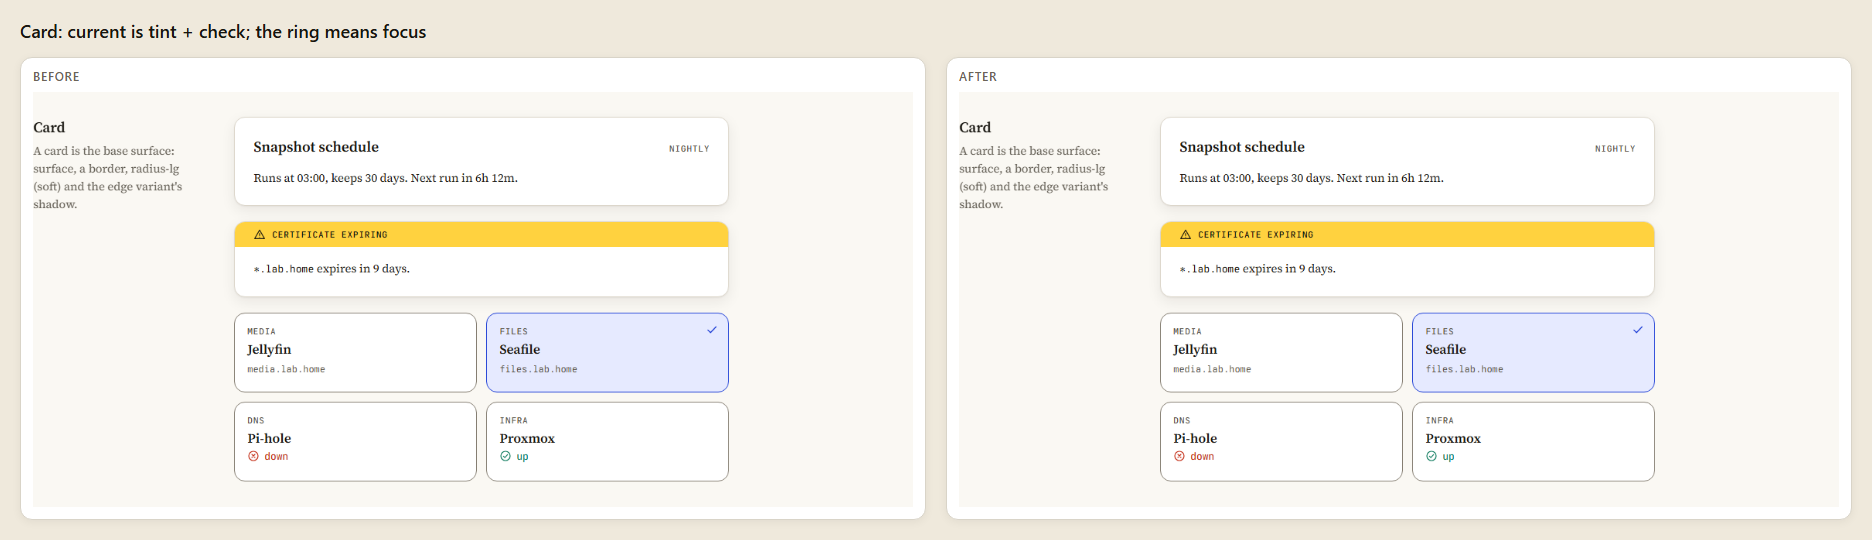 Card: current is tint + check; the ring means focus
BEFORE
Card
A card is the base surface:
surface, a border, radius-lg
(soft) and the edge variant's
shadow.
Snapshot schedule
NIGHTLY
Runs at 03:00, keeps 30 days. Next run in 6h 12m.
CERTIFICATE EXPIRING
*.lab.home expires in 9 days.
MEDIA
Jellyfin
media.lab.home
FILES
Seafile
files.lab.home
DNS
Pi-hole
down
INFRA
Proxmox
up
AFTER
Card
A card is the base surface:
surface, a border, radius-lg
(soft) and the edge variant's
shadow.
Snapshot schedule
NIGHTLY
Runs at 03:00, keeps 30 days. Next run in 6h 12m.
CERTIFICATE EXPIRING
*.lab.home expires in 9 days.
MEDIA
Jellyfin
media.lab.home
FILES
Seafile
files.lab.home
DNS
Pi-hole
down
INFRA
Proxmox
up